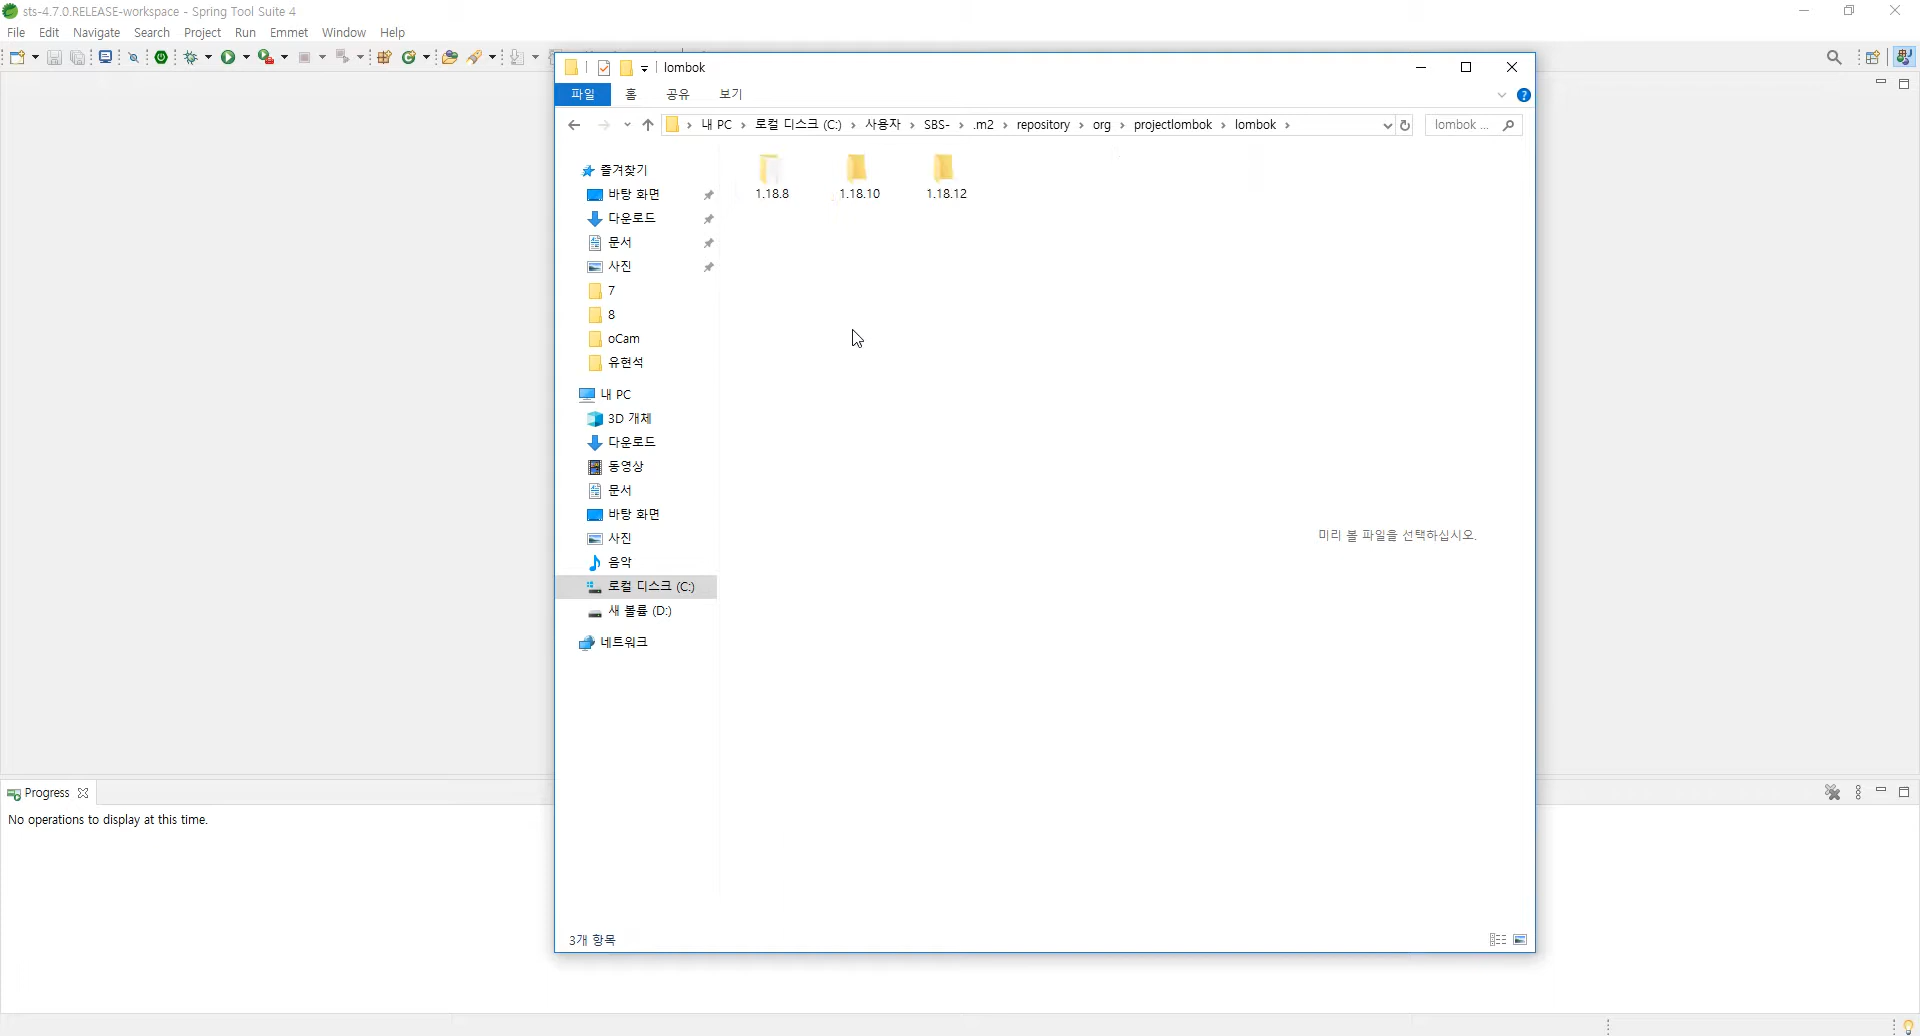 sts-4.7.0.RELEASE-workspace - Spring Tool Suite 4
File Edit Navigate Search Project Run Emmet Window Help
lombok
파일 홈 공유 보기
내 PC 로컬 디스크 (C:) 사용자 SBS- .m2 repository org projectlombok lombok
lombok ...
즐겨찾기
바탕 화면
다운로드
문서
사진
7
8
oCam
유현석
내 PC
3D 개체
다운로드
동영상
문서
바탕 화면
사진
음악
로컬 디스크 (C:)
새 볼륨 (D:)
네트워크
1.18.8 1.18.10 1.18.12
미리 볼 파일을 선택하십시오.
3개 항목
Progress
No operations to display at this time.